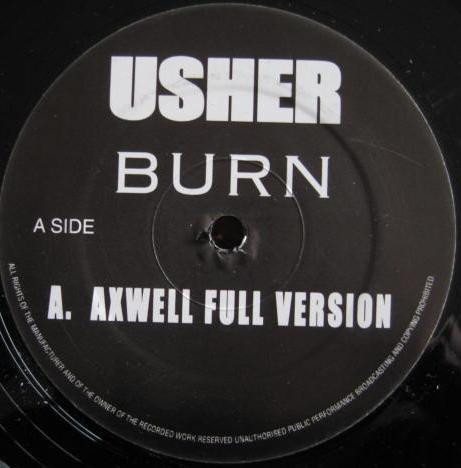 USHER
BURN
A SIDE
A. AXWELL FULL VERSION
ALL RIGHTS OF THE MANUFACTURER AND OF THE OWNER OF THE RECORDED WORK RESERVED UNAUTHORISED PUBLIC PERFORMANCE BROADCASTING AND COPYING PROHIBITED